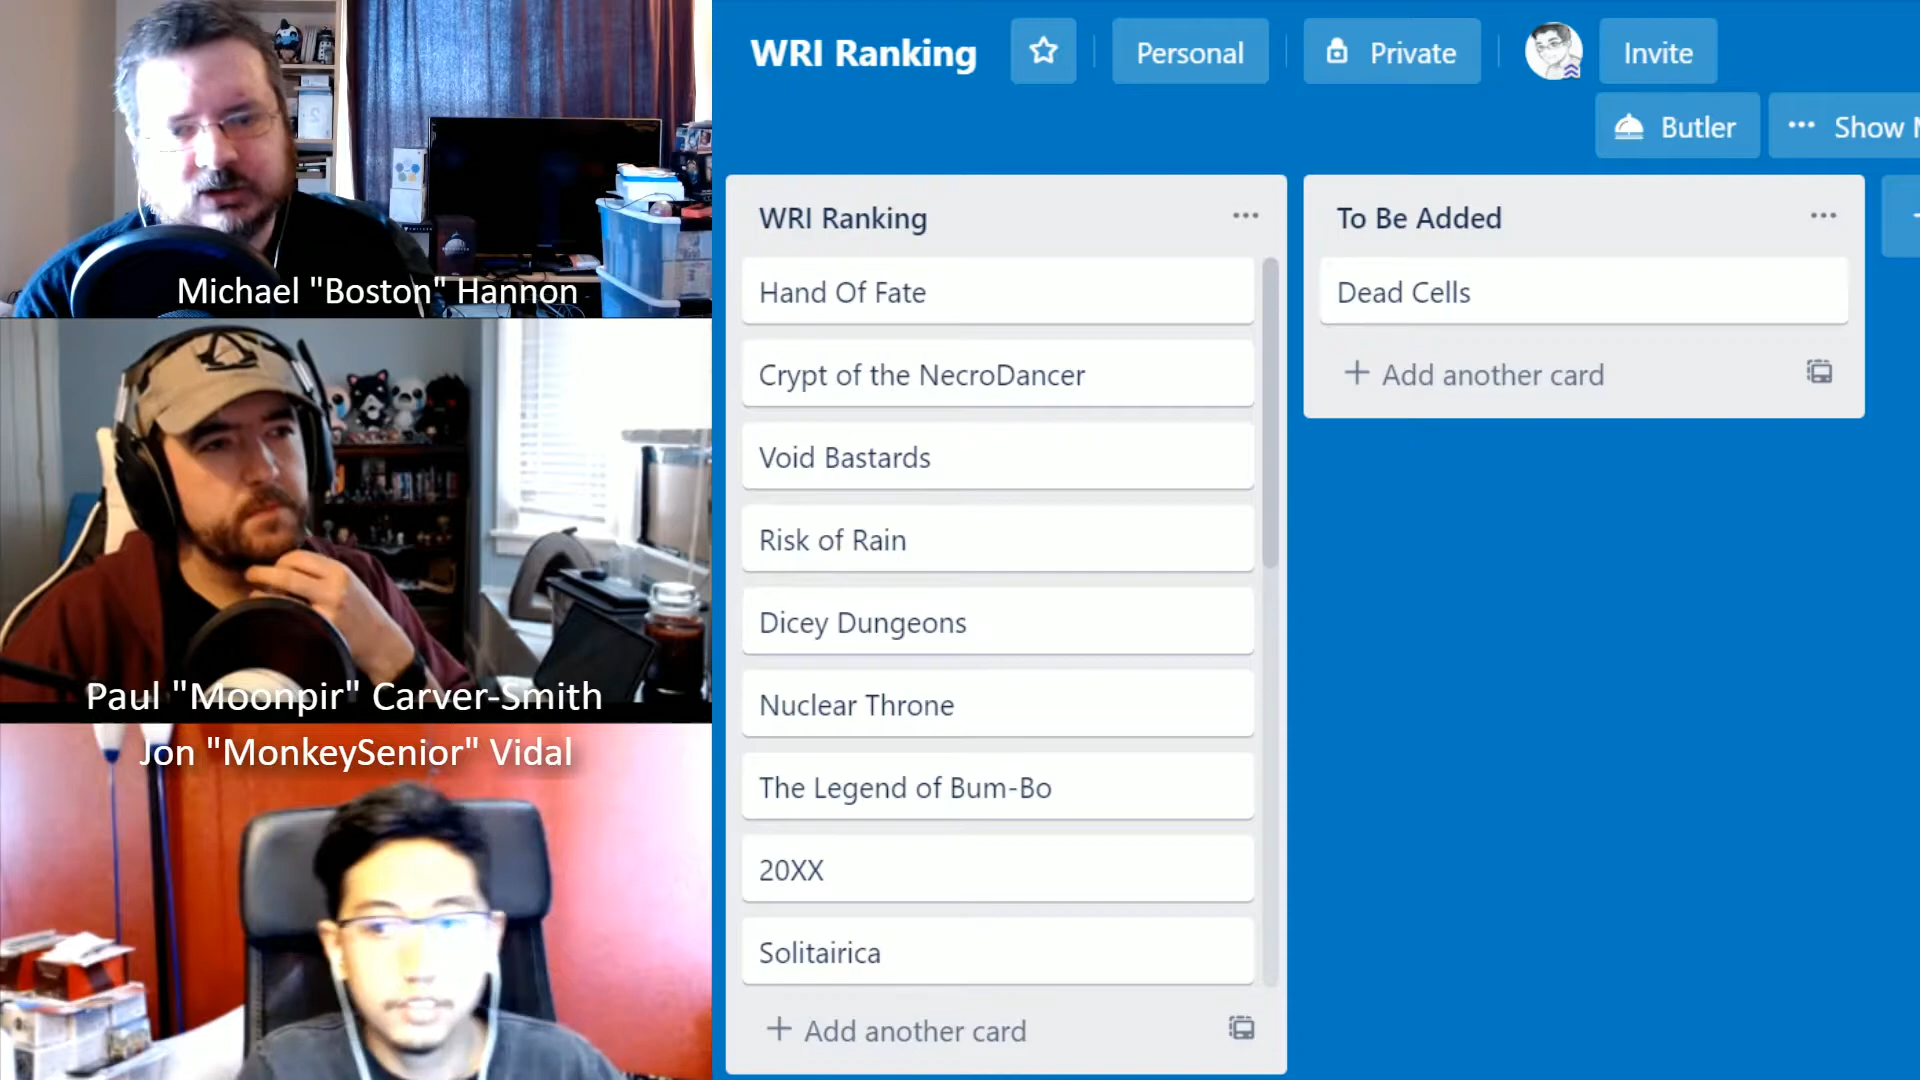 Michael "Boston" Hannon
Paul "Moonpir" Carver-Smith
Jon "MonkeySenior" Vidal
WRI Ranking
Personal
Private
Invite
Butler
Show
WRI Ranking
Hand Of Fate
Crypt of the NecroDancer
Void Bastards
Risk of Rain
Dicey Dungeons
Nuclear Throne
The Legend of Bum-Bo
20XX
Solitairica
+ Add another card
To Be Added
Dead Cells
+ Add another card